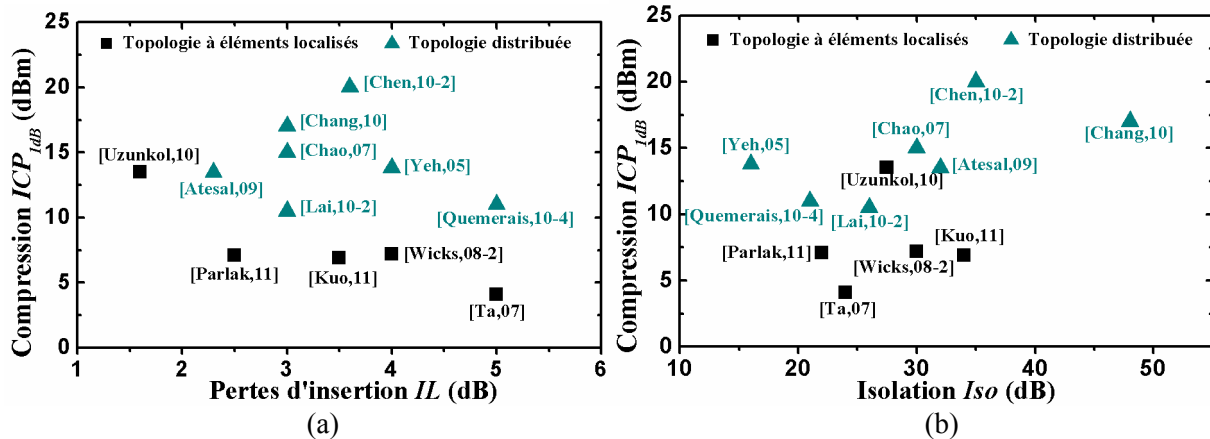 25
20
15
10
5
0
Compression ICP1dB (dBm)
Topologie à éléments localisés
Topologie distribuée
[Chen,10-2]
[Chang,10]
[Uzunkol,10]
[Chao,07]
[Yeh,05]
[Atesal,09]
[Lai,10-2]
[Quemerais,10-4]
[Parlak,11]
[Kuo,11]
[Wicks,08-2]
[Ta,07]
1 2 3 4 5 6
Pertes d'insertion IL (dB)
(a)
25
20
15
10
5
0
Compression ICP1dB (dBm)
Topologie à éléments localisés
Topologie distribuée
[Chen,10-2]
[Chang,10]
[Chao,07]
[Yeh,05]
[Atesal,09]
[Uzunkol,10]
[Quemerais,10-4]
[Lai,10-2]
[Kuo,11]
[Parlak,11]
[Wicks,08-2]
[Ta,07]
10 20 30 40 50
Isolation Iso (dB)
(b)